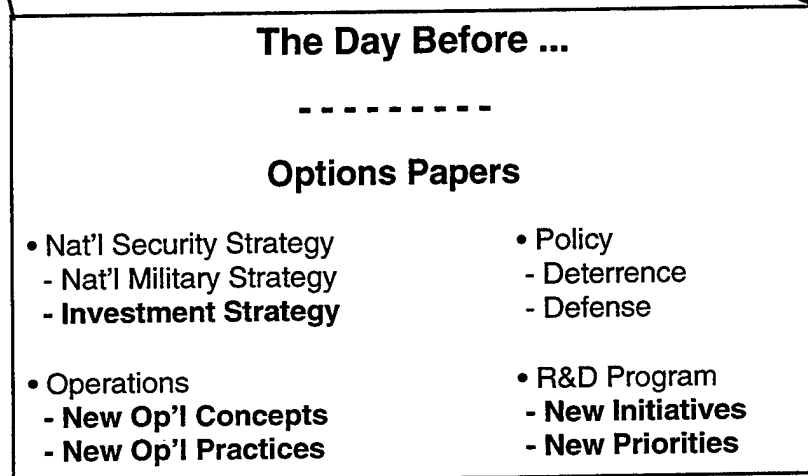 The Day Before ...
- - - - - - - - -
Options Papers
• Nat'l Security Strategy
- Nat'l Military Strategy
- Investment Strategy
• Policy
- Deterrence
- Defense
• Operations
- New Op'l Concepts
- New Op'l Practices
• R&D Program
- New Initiatives
- New Priorities